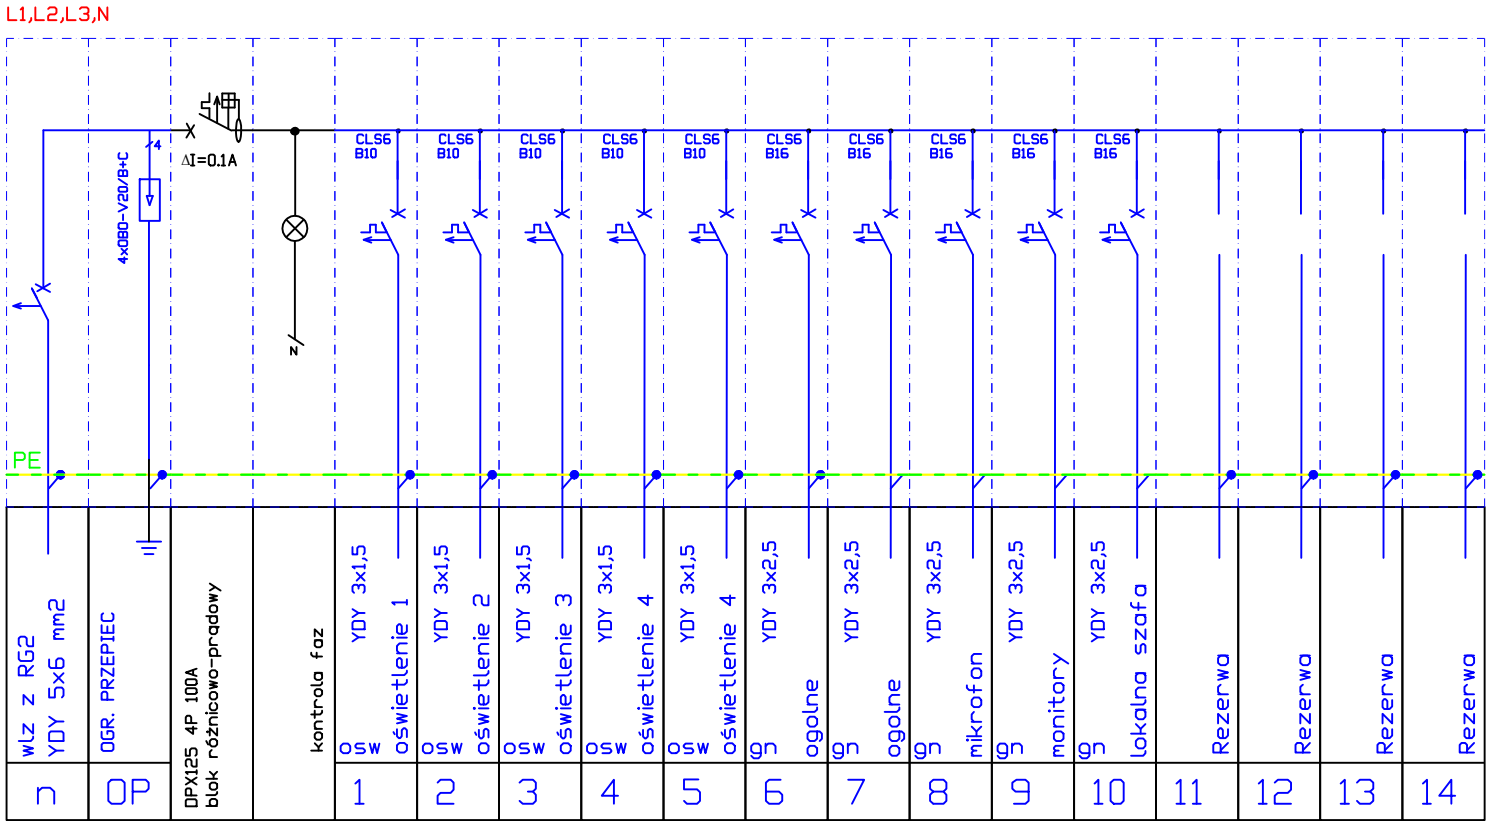 L1,L2,L3,N
4
4x0B0-V20/B+C
ΔI=0.1A
z
CLS6
B10
CLS6
B10
CLS6
B10
CLS6
B10
CLS6
B10
CLS6
B16
CLS6
B16
CLS6
B16
CLS6
B16
CLS6
B16
PE
wlz z RG2
YDY 5x6 mm2
n
OGR. PRZEPIEC
OP
DPX125 4P 100A
blok różnicowo-prądowy
kontrola faz
YDY 3x1,5
osw oświetlenie 1
1
YDY 3x1,5
osw oświetlenie 2
2
YDY 3x1,5
osw oświetlenie 3
3
YDY 3x1,5
osw oświetlenie 4
4
YDY 3x1,5
osw oświetlenie 4
5
YDY 3x2,5
gn ogolne
6
YDY 3x2,5
gn ogolne
7
YDY 3x2,5
gn mikrofon
8
YDY 3x2,5
gn monitory
9
YDY 3x2,5
gn lokalna szafa
10
Rezerwa
11
Rezerwa
12
Rezerwa
13
Rezerwa
14